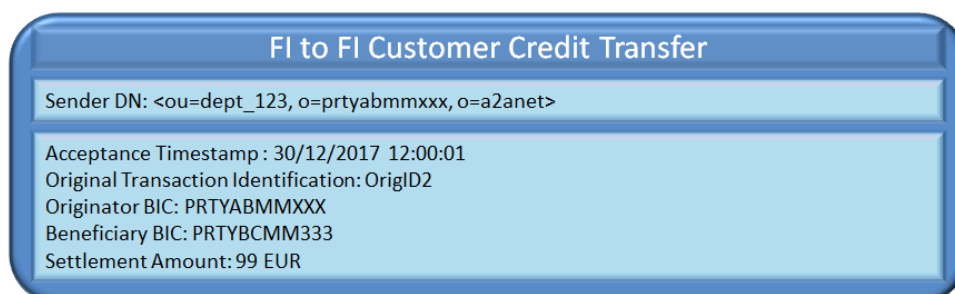 FI to FI Customer Credit Transfer
Sender DN: <ou=dept_123, o=prtyabmmxxx, o=a2anet>
Acceptance Timestamp : 30/12/2017 12:00:01
Original Transaction Identification: OrigID2
Originator BIC: PRTYABMMXXX
Beneficiary BIC: PRTYBCMM333
Settlement Amount: 99 EUR